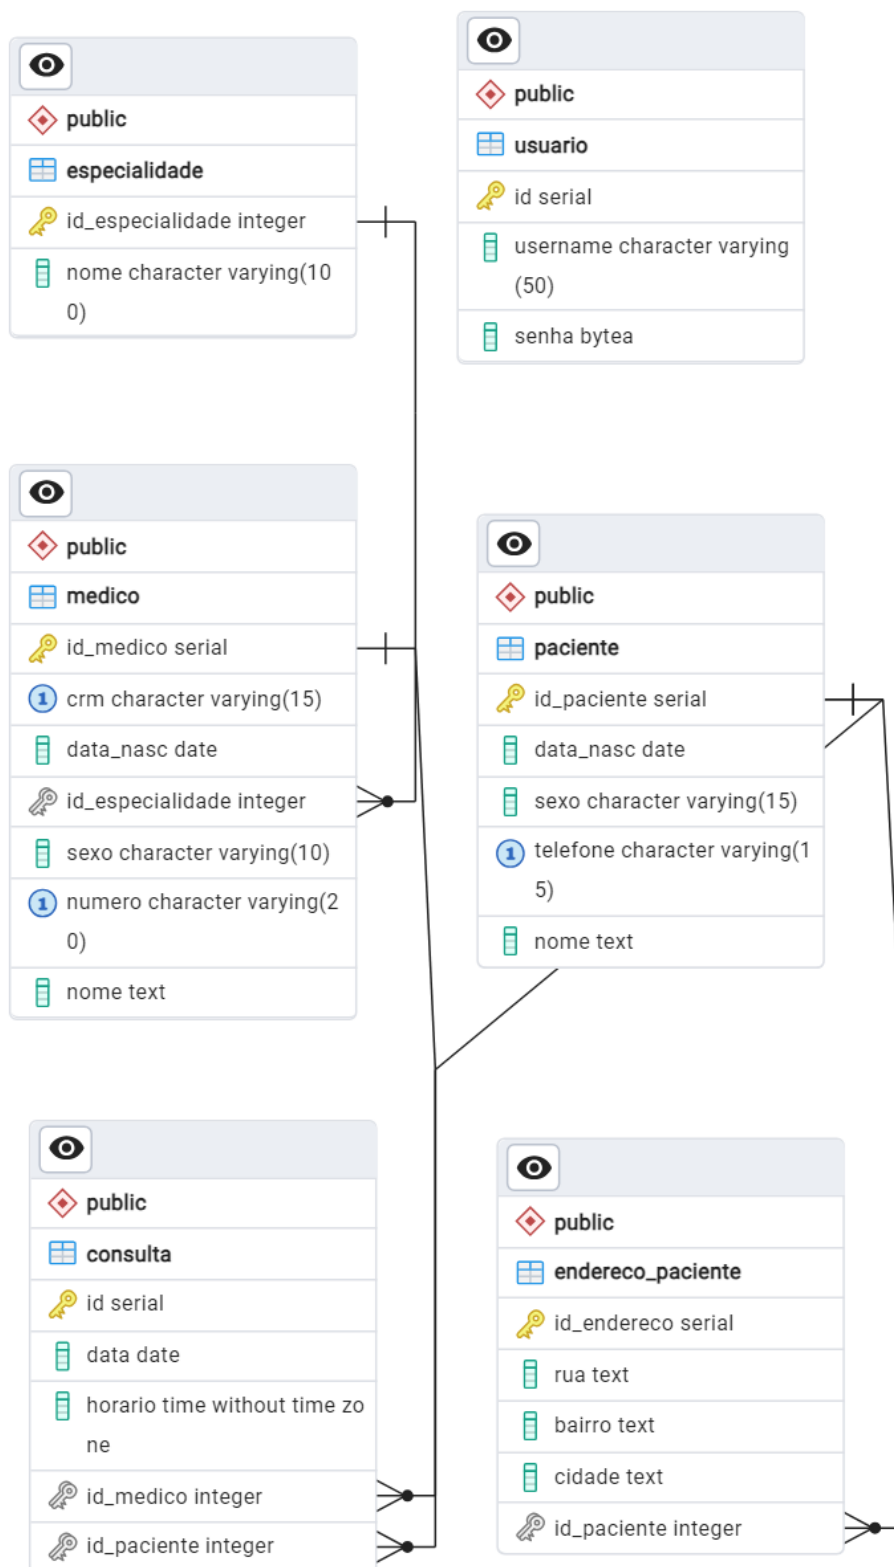 public
especialidade
id_especialidade integer
nome character varying(10
0)
public
usuario
id serial
username character varying
(50)
senha bytea
public
medico
id_medico serial
1 crm character varying(15)
data_nasc date
id_especialidade integer
sexo character varying(10)
1 numero character varying(2
0)
nome text
public
paciente
id_paciente serial
data_nasc date
sexo character varying(15)
1 telefone character varying(1
5)
nome text
public
consulta
id serial
data date
horario time without time zo
ne
id_medico integer
id_paciente integer
public
endereco_paciente
id_endereco serial
rua text
bairro text
cidade text
id_paciente integer